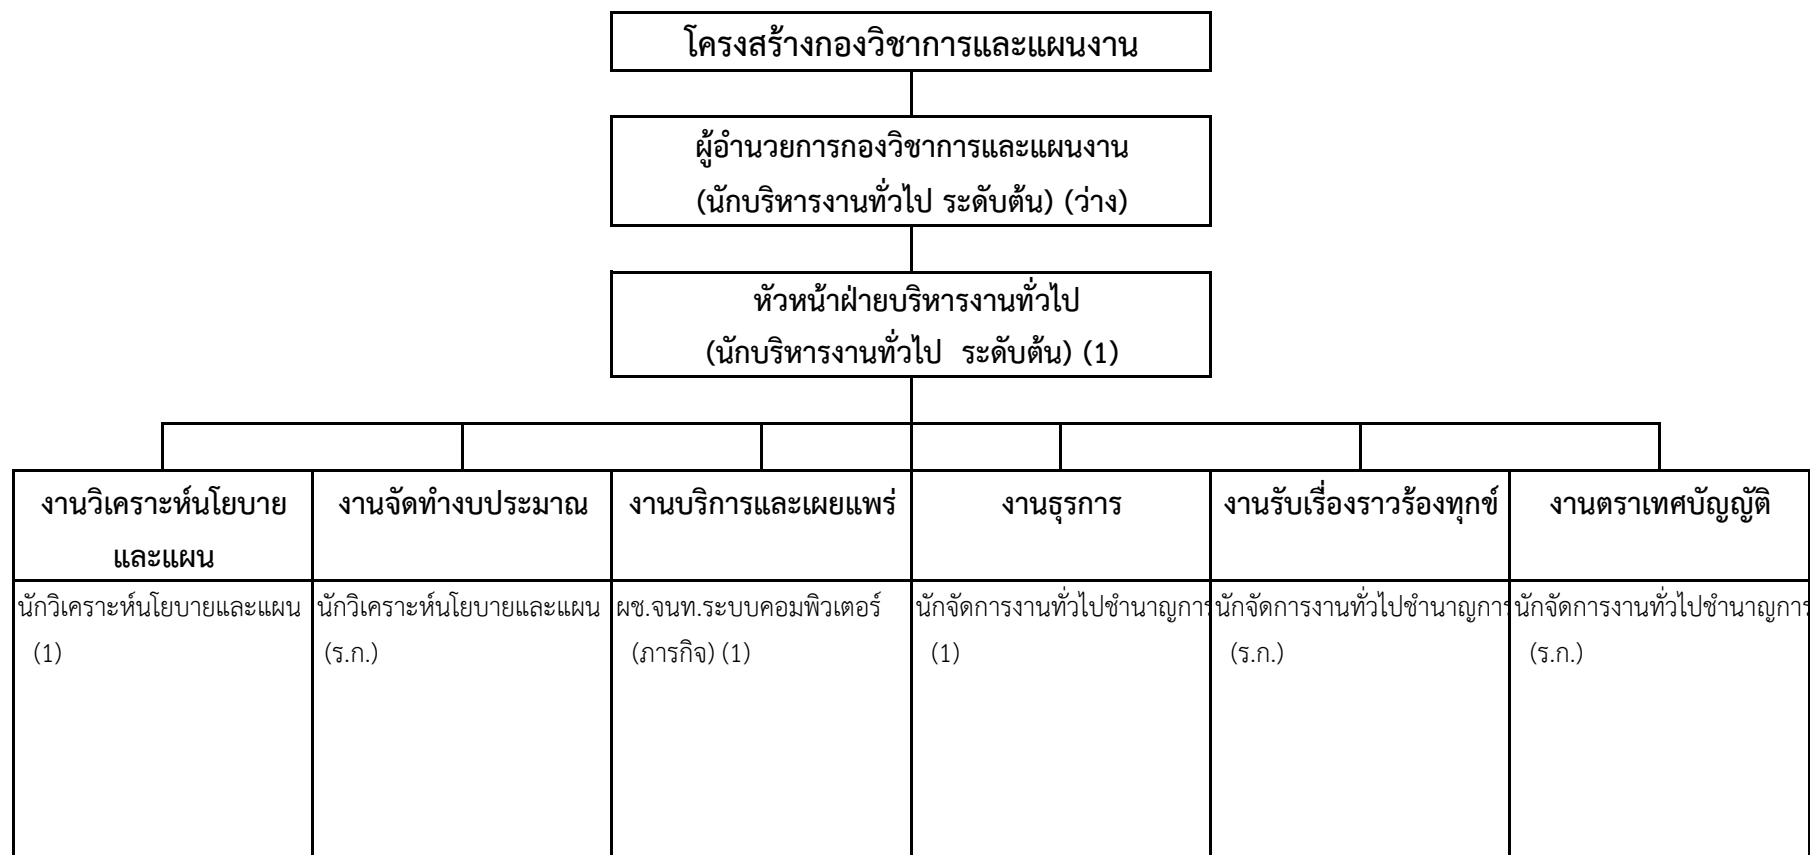 โครงสร้างกองวิชาการและแผนงาน
ผู้อำนวยการกองวิชาการและแผนงาน
(นักบริหารงานทั่วไป ระดับต้น) (ว่าง)
หัวหน้าฝ่ายบริหารงานทั่วไป
(นักบริหารงานทั่วไป ระดับต้น) (1)
งานวิเคราะห์นโยบาย
และแผน
นักวิเคราะห์นโยบายและแผน
(1)
งานจัดทำงบประมาณ
นักวิเคราะห์นโยบายและแผน
(ร.ก.)
งานบริการและเผยแพร่
ผช.จนท.ระบบคอมพิวเตอร์
(ภารกิจ) (1)
งานธุรการ
นักจัดการงานทั่วไปชำนาญการ
(1)
งานรับเรื่องราวร้องทุกข์
นักจัดการงานทั่วไปชำนาญการ
(ร.ก.)
งานตราเทศบัญญัติ
นักจัดการงานทั่วไปชำนาญการ
(ร.ก.)